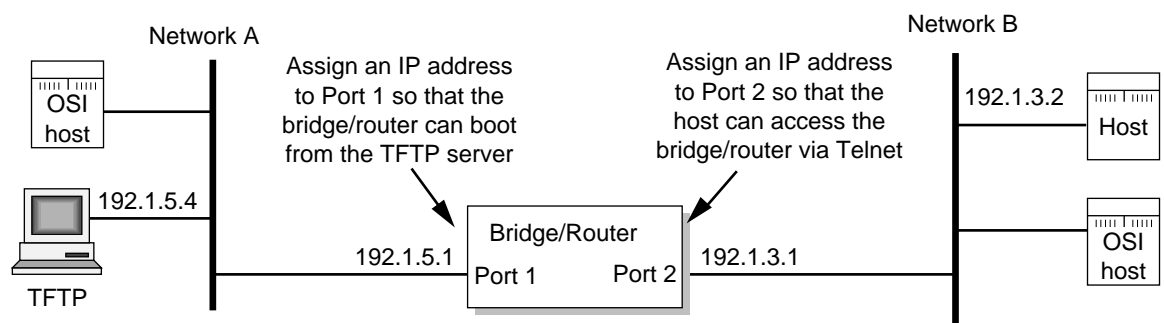 Network A
Network B
Assign an IP address
to Port 1 so that the
bridge/router can boot
from the TFTP server
Assign an IP address
to Port 2 so that the
host can access the
bridge/router via Telnet
OSI
host
192.1.5.4
TFTP
192.1.5.1
Bridge/Router
Port 1
Port 2
192.1.3.1
192.1.3.2
Host
OSI
host